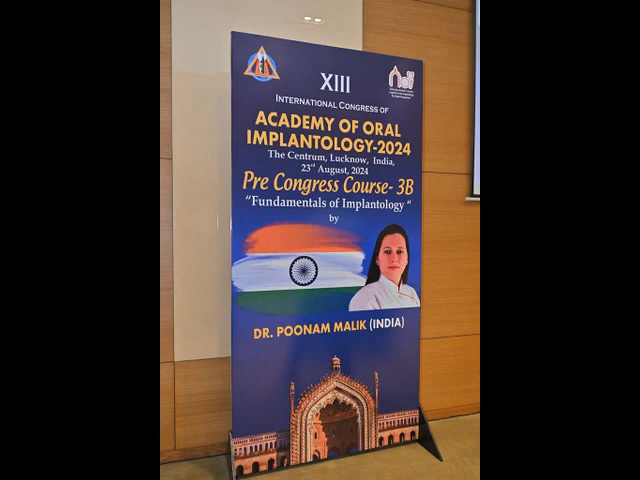 XIII
INTERNATIONAL CONGRESS OF
ACADEMY OF ORAL
IMPLANTOLOGY-2024
The Centrum, Lucknow, India,
23rd August, 2024
Pre Congress Course- 3B
"Fundamentals of Implantology "
by
DR. POONAM MALIK (INDIA)